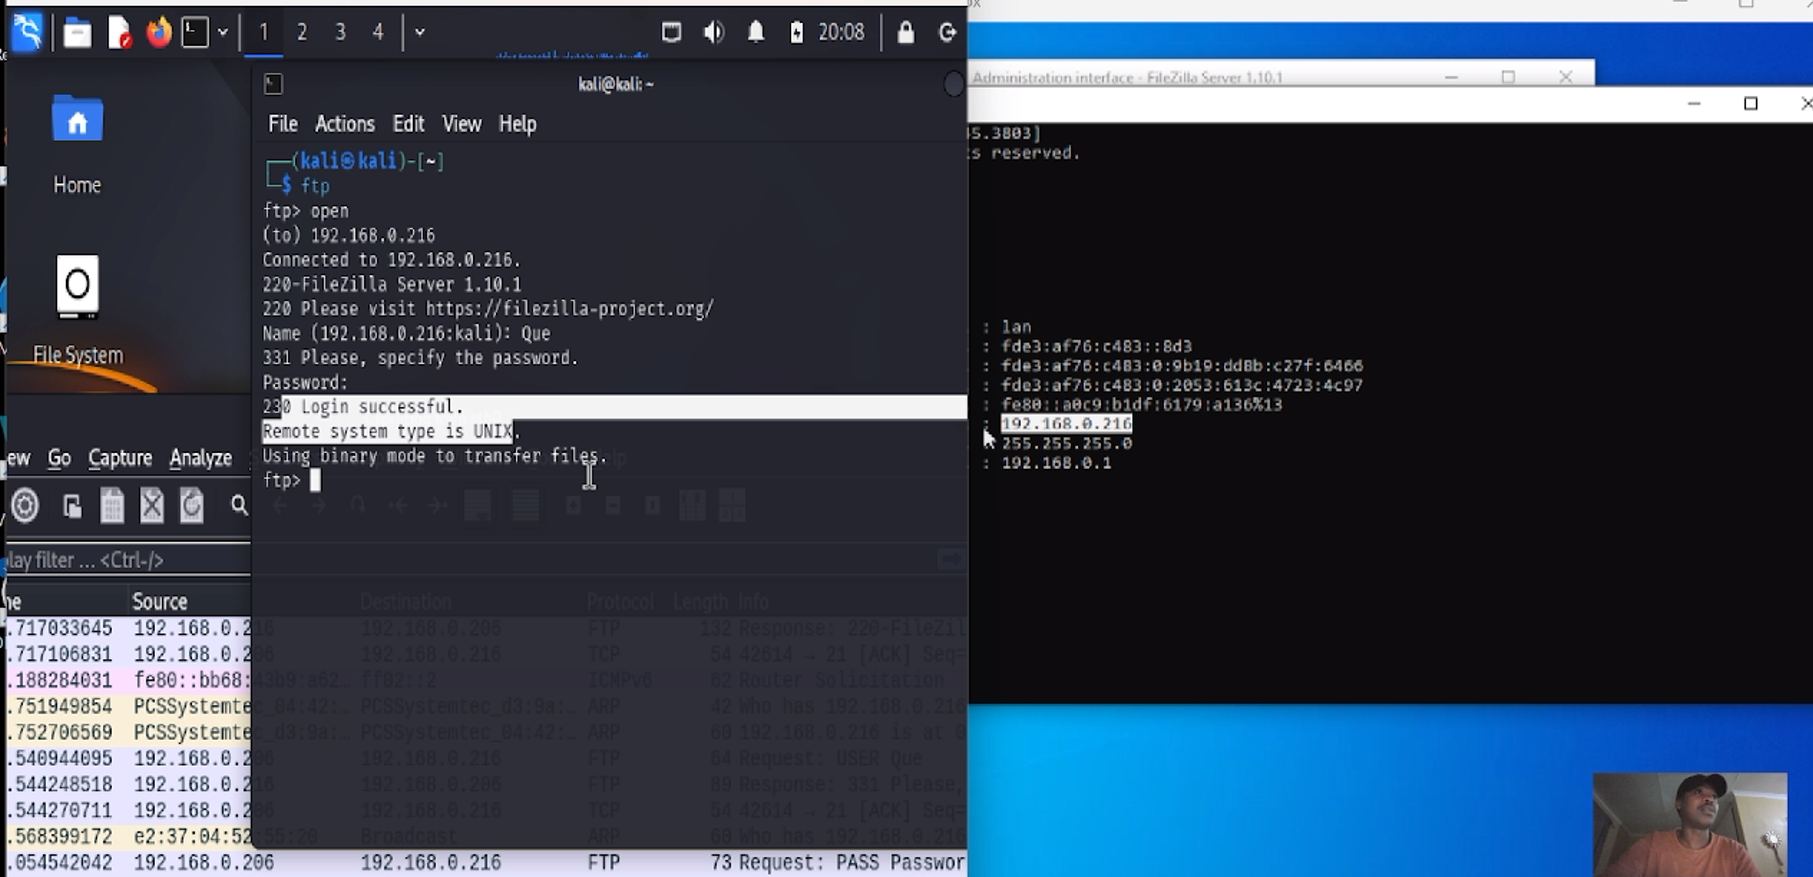 1 2 3 4 20:08
Administration interface - FileZilla Server 1.10.1
kali@kali: ~
File Actions Edit View Help
Home
File System
┌──(kali㉿kali)-[~]
└─$ ftp
ftp> open
(to) 192.168.0.216
Connected to 192.168.0.216.
220-FileZilla Server 1.10.1
220 Please visit https://filezilla-project.org/
Name (192.168.0.216:kali): Que
331 Please, specify the password.
Password:
230 Login successful.
Remote system type is UNIX.
Using binary mode to transfer files.
ftp>
45.3803]
s reserved.
: lan
: fde3:af76:c483::8d3
: fde3:af76:c483:0:9b19:dd8b:c27f:6466
: fde3:af76:c483:0:2053:613c:4723:4c97
: fe80::a0c9:b1df:6179:a136%13
: 192.168.0.216
: 255.255.255.0
: 192.168.0.1
ew Go Capture Analyze
lay filter ... <Ctrl-/>
ne Source Destination Protocol Length Info
.717033645 192.168.0.216 192.168.0.206 FTP 132 Response: 220-FileZil
.717106831 192.168.0.206 192.168.0.216 TCP 54 42614 → 21 [ACK] Seq=
.188284031 fe80::bb68:43b9:a62… ff02::2 ICMPv6 62 Router Solicitation
.751949854 PCSSystemtec_04:42:… PCSSystemtec_d3:9a:… ARP 42 Who has 192.168.0.216
.752706569 PCSSystemtec_d3:9a:… PCSSystemtec_04:42:… ARP 60 192.168.0.216 is at 0
.540944095 192.168.0.206 192.168.0.216 FTP 64 Request: USER Que
.544248518 192.168.0.216 192.168.0.206 FTP 89 Response: 331 Please,
.544270711 192.168.0.206 192.168.0.216 TCP 54 42614 → 21 [ACK] Seq=
.568399172 e2:37:04:52:55:20 Broadcast ARP 60 Who has 192.168.0.216
.054542042 192.168.0.206 192.168.0.216 FTP 73 Request: PASS Passwor